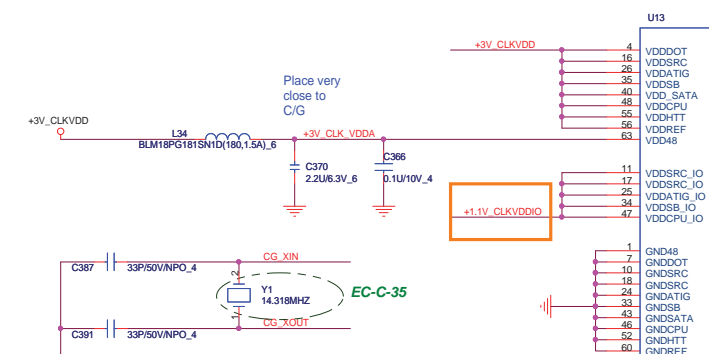 U13
+3V_CLKVDD
4 VDDDOT
16 VDDSRC
26 VDDATIG
35 VDDSB
40 VDD_SATA
48 VDDCPU
55 VDDHTT
56 VDDREF
63 VDD48
Place very
close to
C/G
+3V_CLKVDD
L34
BLM18PG181SN1D(180,1.5A)_6
+3V_CLK_VDDA
C370
2.2U/6.3V_6
C366
0.1U/10V_4
11 VDDSRC_IO
17 VDDSRC_IO
25 VDDATIG_IO
34 VDDSB_IO
47 VDDCPU_IO
+1.1V_CLKVDDIO
1 GND48
7 GNDDOT
10 GNDSRC
18 GNDSRC
24 GNDATIG
33 GNDSB
43 GNDSATA
46 GNDCPU
52 GNDHTT
60 GNDREF
C387
33P/50V/NPO_4
CG_XIN
2
Y1
14.318MHZ
1
EC-C-35
CG_XOUT
C391
33P/50V/NPO_4